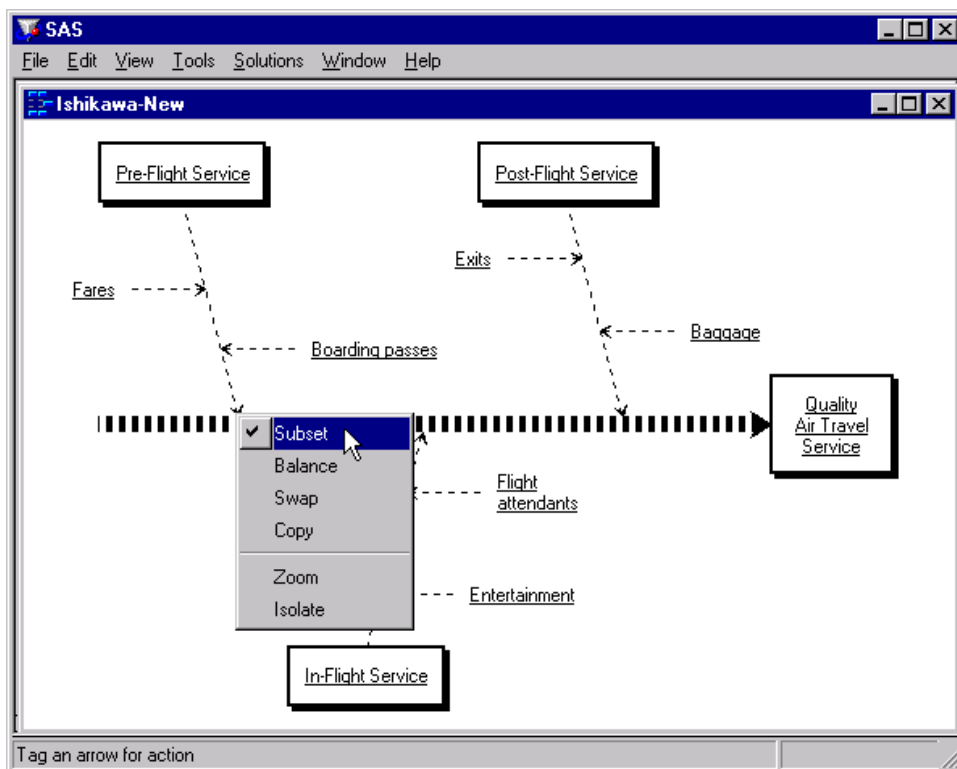 SAS
File Edit View Tools Solutions Window Help
Ishikawa-New
Pre-Flight Service
Post-Flight Service
Exits
Fares
Baggage
Boarding passes
Quality
Air Travel
Service
Subset
Balance
Swap
Copy
Zoom
Isolate
Flight
attendants
Entertainment
In-Flight Service
Tag an arrow for action